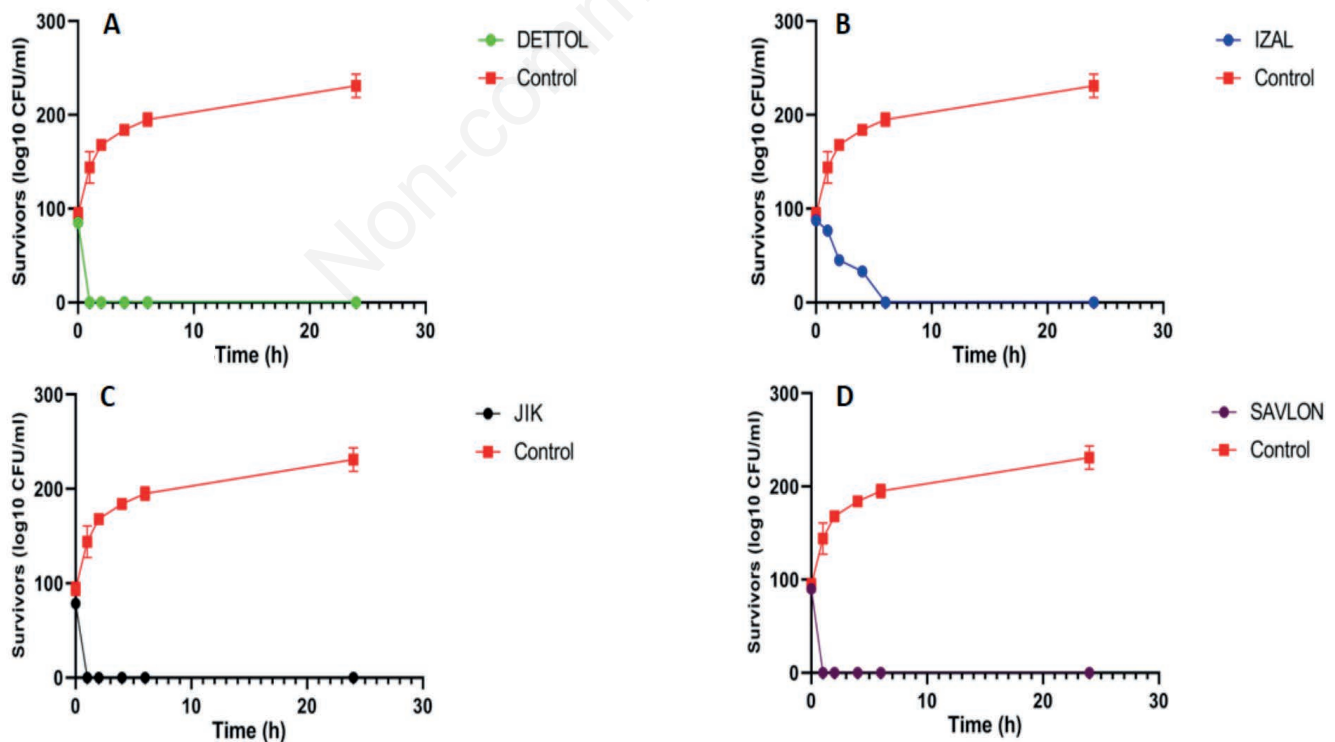 A
300
200
100
0
Survivors (log10 CFU/ml)
0 10 20 30
Time (h)
DETTOL
Control
B
300
200
100
0
Survivors (log10 CFU/ml)
0 10 20 30
Time (h)
IZAL
Control
C
300
200
100
0
Survivors (log10 CFU/ml)
0 10 20 30
Time (h)
JIK
Control
D
300
200
100
0
Survivors (log10 CFU/ml)
0 10 20 30
Time (h)
SAVLON
Control
Non-comm